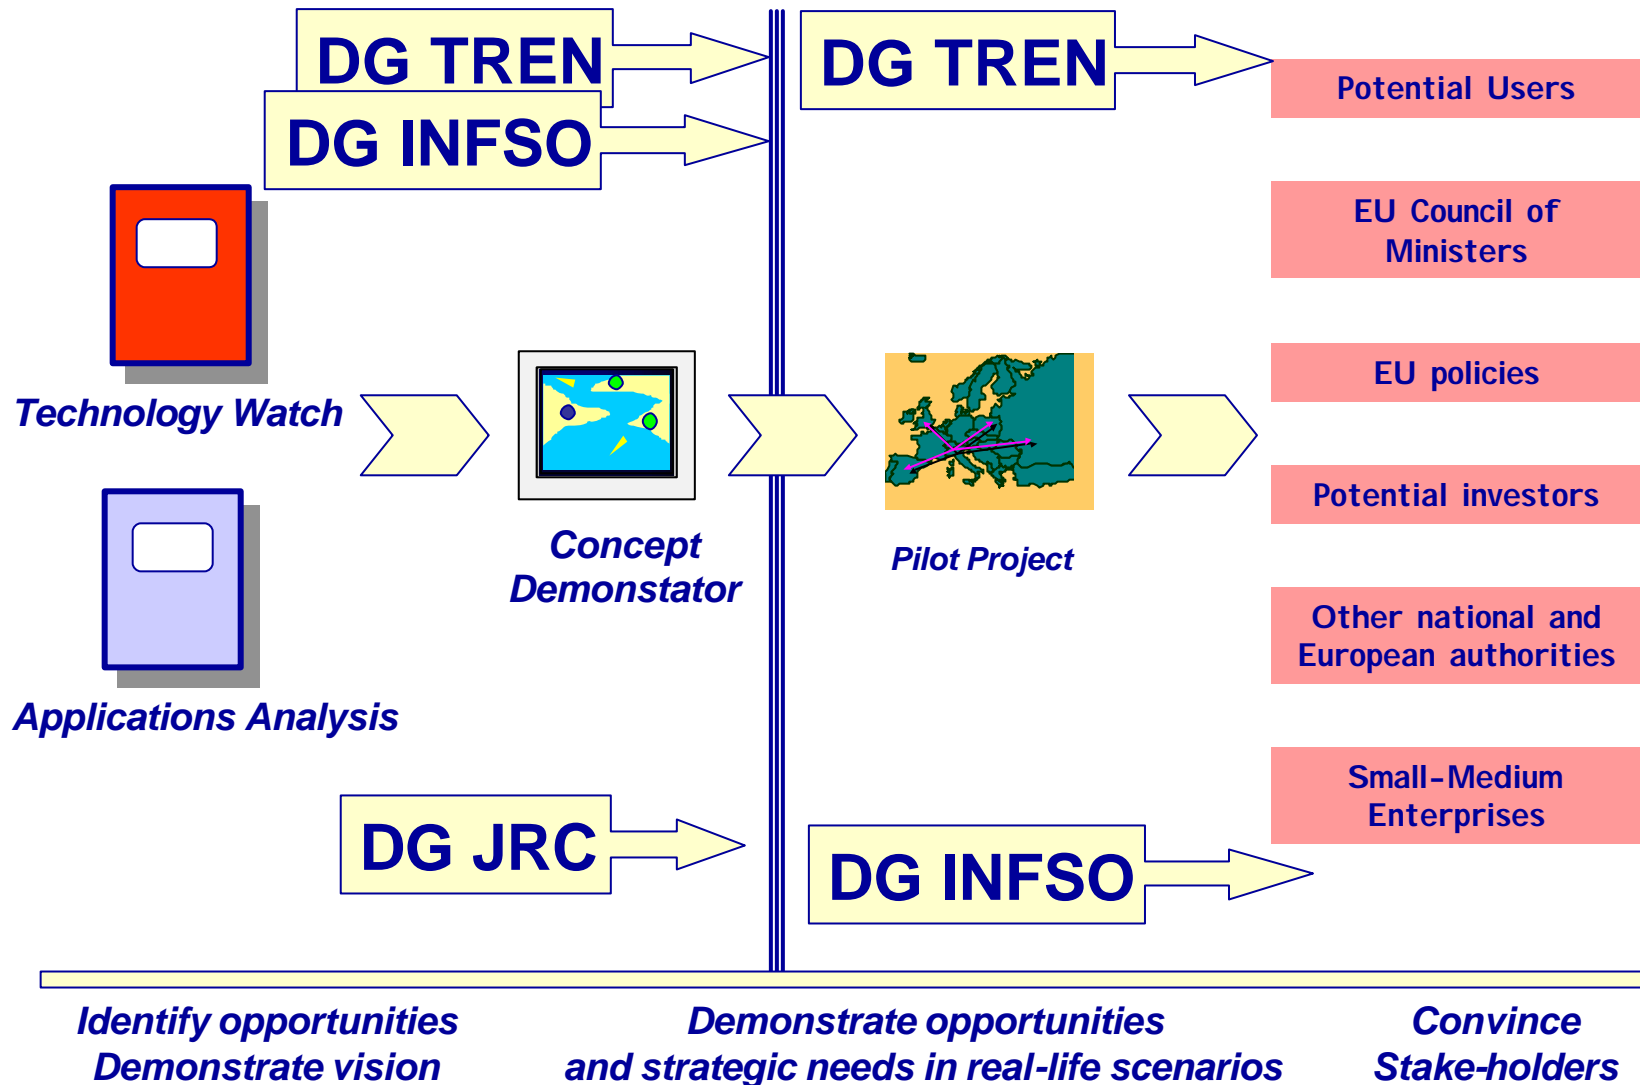 DG TREN
DG INFSO
DG TREN
Technology Watch
Applications Analysis
Concept
Demonstator
Pilot Project
DG JRC
DG INFSO
Potential Users
EU Council of
Ministers
EU policies
Potential investors
Other national and
European authorities
Small-Medium
Enterprises
Identify opportunities
Demonstrate vision
Demonstrate opportunities
and strategic needs in real-life scenarios
Convince
Stake-holders